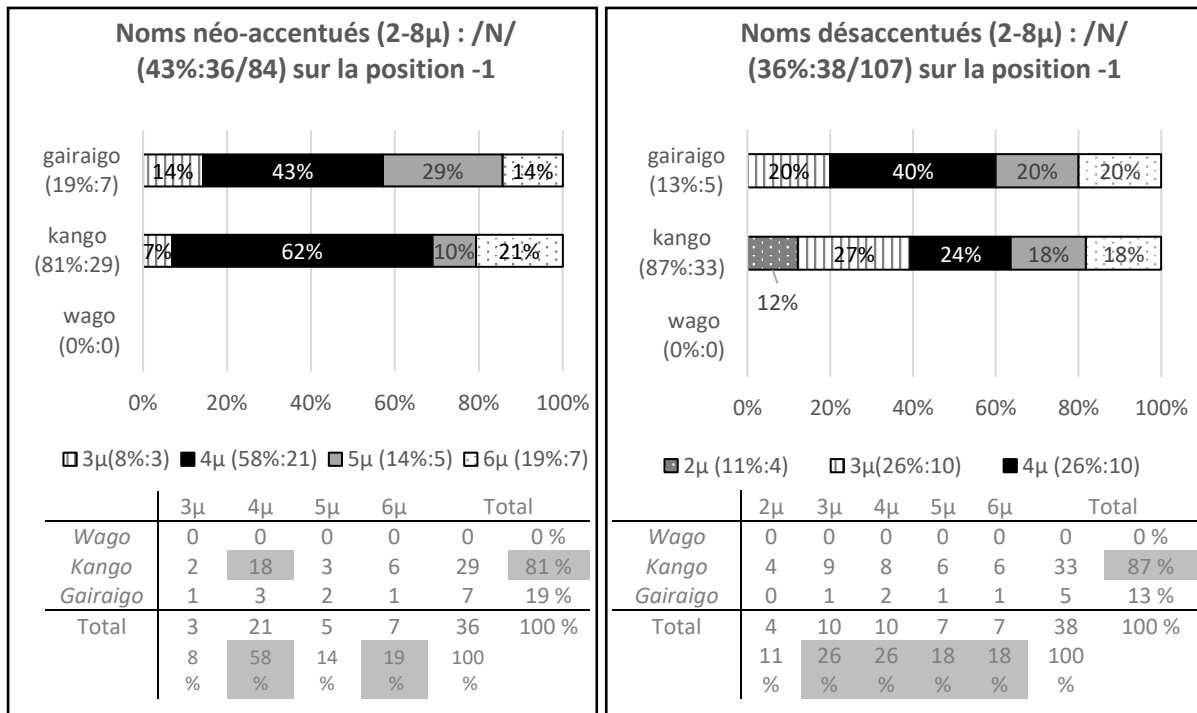 Noms néo-accentués (2-8µ) : /N/
(43%:36/84) sur la position -1
gairaigo
(19%:7)
14% 43% 29% 14%
kango
(81%:29)
7% 62% 10% 21%
wago
(0%:0)
0% 20% 40% 60% 80% 100%
3µ(8%:3) 4µ (58%:21) 5µ (14%:5) 6µ (19%:7)
3µ 4µ 5µ 6µ Total
Wago 0 0 0 0 0 0 %
Kango 2 18 3 6 29 81 %
Gairaigo 1 3 2 1 7 19 %
Total 3 21 5 7 36 100 %
8 58 14 19 100
% % % % %
Noms désaccentués (2-8µ) : /N/
(36%:38/107) sur la position -1
gairaigo
(13%:5)
20% 40% 20% 20%
kango
(87%:33)
27% 24% 18% 18%
12%
wago
(0%:0)
0% 20% 40% 60% 80% 100%
2µ (11%:4) 3µ(26%:10) 4µ (26%:10)
2µ 3µ 4µ 5µ 6µ Total
Wago 0 0 0 0 0 0 0 %
Kango 4 9 8 6 6 33 87 %
Gairaigo 0 1 2 1 1 5 13 %
Total 4 10 10 7 7 38 100 %
11 26 26 18 18 100
% % % % % %